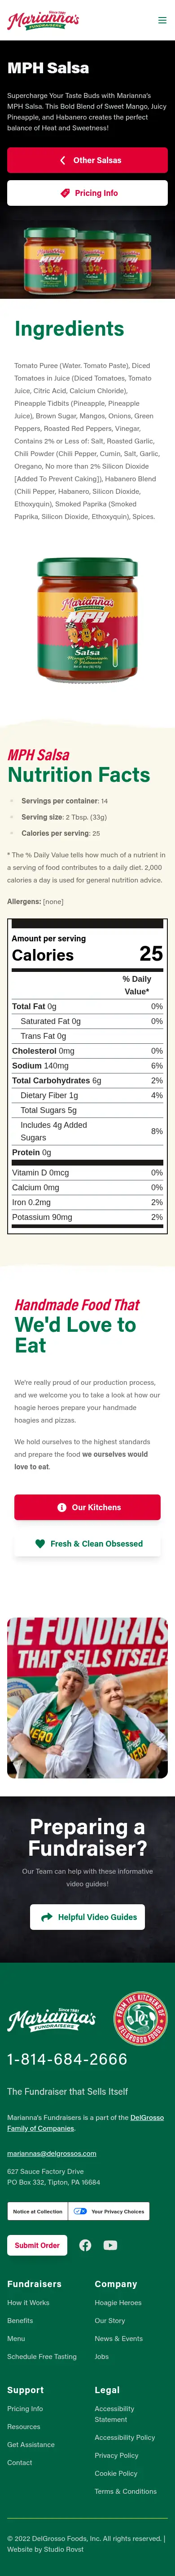 Since 1981
Marianna's
FUNDRAISERS
MPH Salsa
Supercharge Your Taste Buds with Marianna's
MPH Salsa. This Bold Blend of Sweet Mango, Juicy
Pineapple, and Habanero creates the perfect
balance of Heat and Sweetness!
Other Salsas
Pricing Info
Ingredients
Tomato Puree (Water. Tomato Paste), Diced
Tomatoes in Juice (Diced Tomatoes, Tomato
Juice, Citric Acid, Calcium Chloride),
Pineapple Tidbits (Pineapple, Pineapple
Juice), Brown Sugar, Mangos, Onions, Green
Peppers, Roasted Red Peppers, Vinegar,
Contains 2% or Less of: Salt, Roasted Garlic,
Chili Powder (Chili Pepper, Cumin, Salt, Garlic,
Oregano, No more than 2% Silicon Dioxide
[Added To Prevent Caking]), Habanero Blend
(Chili Pepper, Habanero, Silicon Dioxide,
Ethoxyquin), Smoked Paprika (Smoked
Paprika, Silicon Dioxide, Ethoxyquin), Spices.
Marianna's
MPH
Salsa
MPH Salsa
Nutrition Facts
Servings per container: 14
Serving size: 2 Tbsp. (33g)
Calories per serving: 25
* The % Daily Value tells how much of a nutrient in
a serving of food contributes to a daily diet. 2,000
calories a day is used for general nutrition advice.
Allergens: [none]
Amount per serving
Calories 25
% Daily
Value*
Total Fat 0g 0%
Saturated Fat 0g 0%
Trans Fat 0g
Cholesterol 0mg 0%
Sodium 140mg 6%
Total Carbohydrates 6g 2%
Dietary Fiber 1g 4%
Total Sugars 5g
Includes 4g Added
Sugars 8%
Protein 0g
Vitamin D 0mcg 0%
Calcium 0mg 0%
Iron 0.2mg 2%
Potassium 90mg 2%
Handmade Food That
We'd Love to
Eat
We're really proud of our production process,
and we welcome you to take a look at how our
hoagie heroes prepare your handmade
hoagies and pizzas.
We hold ourselves to the highest standards
and prepare the food we ourselves would
love to eat.
Our Kitchens
Fresh & Clean Obsessed
HE FUNDRAISER
THAT SELLS ITSELF
Preparing a
Fundraiser?
Our Team can help with these informative
video guides!
Helpful Video Guides
Since 1981
Marianna's
FUNDRAISERS
FROM THE KITCHENS OF
DELGROSSO FOODS
1-814-684-2666
The Fundraiser that Sells Itself
Marianna's Fundraisers is a part of the DelGrosso
Family of Companies.
mariannas@delgrossos.com
627 Sauce Factory Drive
PO Box 332, Tipton, PA 16684
Notice at Collection Your Privacy Choices
Submit Order
Fundraisers
How it Works
Benefits
Menu
Schedule Free Tasting
Company
Hoagie Heroes
Our Story
News & Events
Jobs
Support
Pricing Info
Resources
Get Assistance
Contact
Legal
Accessibility
Statement
Accessibility Policy
Privacy Policy
Cookie Policy
Terms & Conditions
© 2022 DelGrosso Foods, Inc. All rights reserved. |
Website by Studio Rovst